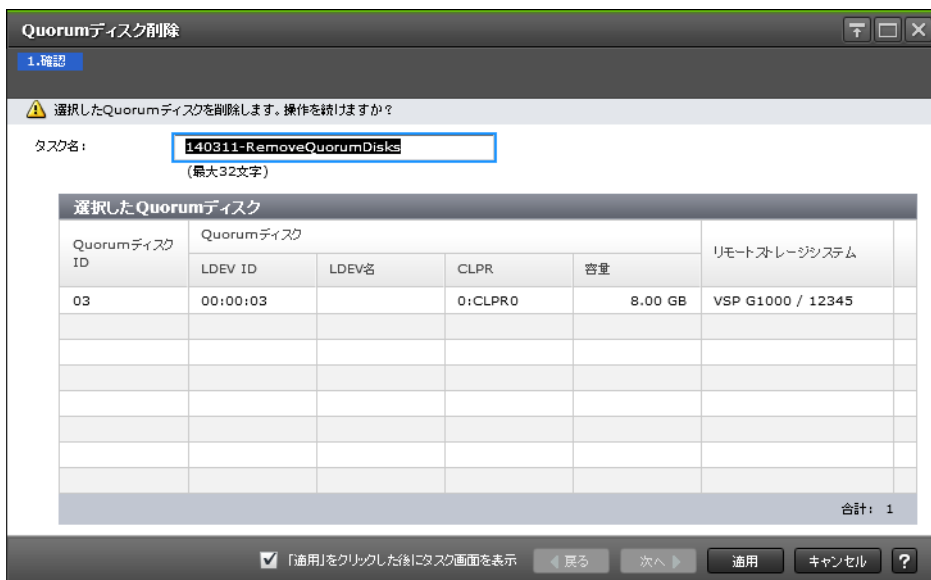 Quorumディスク削除
1.確認
選択したQuorumディスクを削除します。操作を続けますか？
タスク名：
140311-RemoveQuorumDisks
(最大32文字)
選択したQuorumディスク
Quorumディスク
ID
Quorumディスク
リモートストレージシステム
LDEV ID
LDEV名
CLPR
容量
03
00:00:03
0:CLPR0
8.00 GB
VSP G1000 / 12345
合計： 1
「適用」をクリックした後にタスク画面を表示
戻る
次へ
適用
キャンセル
?